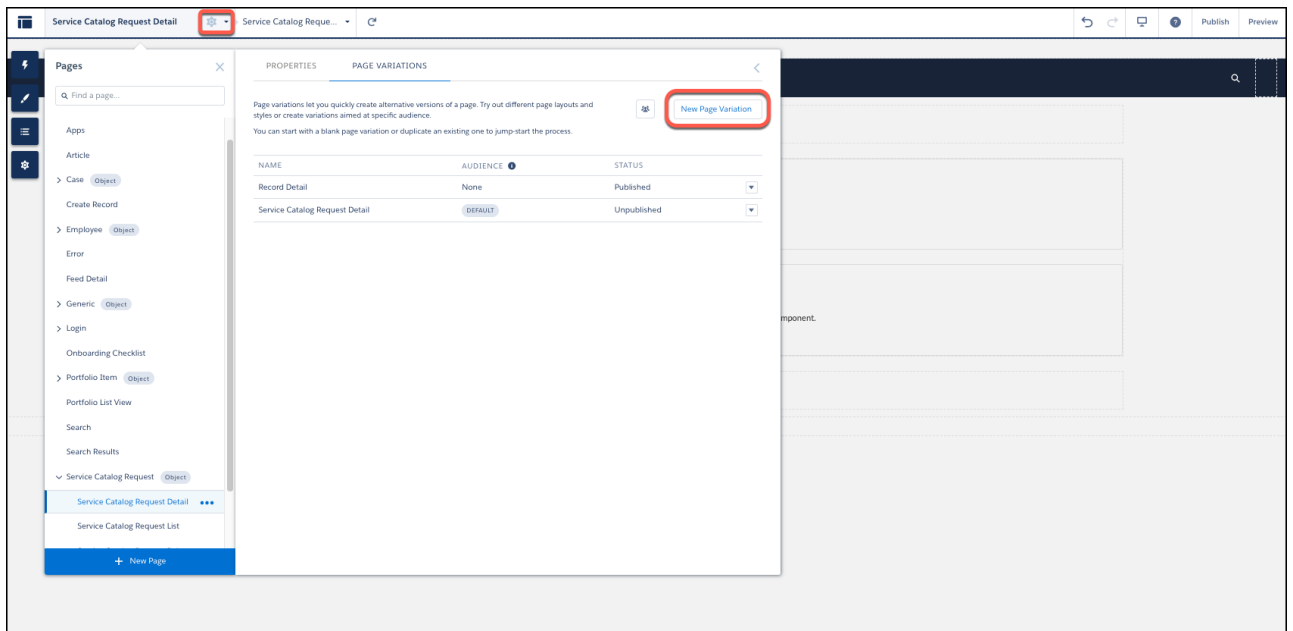 Service Catalog Request Detail
Service Catalog Reque...
Publish
Preview
Pages
Find a page...
Apps
Article
Case Object
Create Record
Employee Object
Error
Feed Detail
Generic Object
Login
Onboarding Checklist
Portfolio Item Object
Portfolio List View
Search
Search Results
Service Catalog Request Object
Service Catalog Request Detail
Service Catalog Request List
+ New Page
PROPERTIES PAGE VARIATIONS
Page variations let you quickly create alternative versions of a page. Try out different page layouts and
styles or create variations aimed at specific audience.
You can start with a blank page variation or duplicate an existing one to jump-start the process.
New Page Variation
NAME AUDIENCE STATUS
Record Detail None Published
Service Catalog Request Detail DEFAULT Unpublished
mponent.